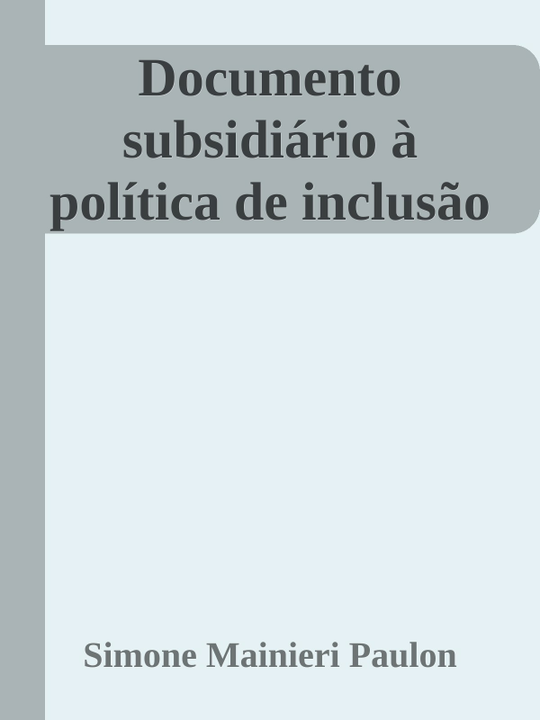 Documento
subsidiário à
política de inclusão
Simone Mainieri Paulon